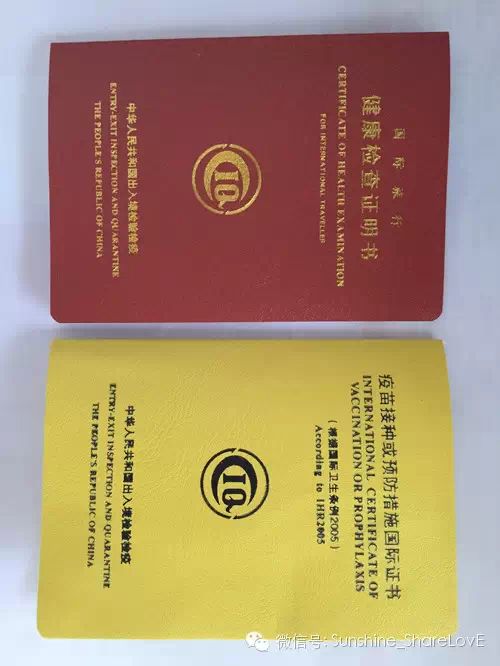 国际旅行
健康检查证明书
CERTIFICATE OF HEALTH EXAMINATION
FOR INTERNATIONAL TRAVELLER
CIQ
中华人民共和国出入境检验检疫
ENTRY-EXIT INSPECTION AND QUARANTINE
THE PEOPLE'S REPUBLIC OF CHINA
疫苗接种或预防措施国际证书
INTERNATIONAL CERTIFICATE OF
VACCINATION OR PROPHYLAXIS
(根据国际卫生条例2005)
According to IHR2005
CIQ
中华人民共和国出入境检验检疫
ENTRY-EXIT INSPECTION AND QUARANTINE
THE PEOPLE'S REPUBLIC OF CHINA
微信号: Sunshine_ShareLovE